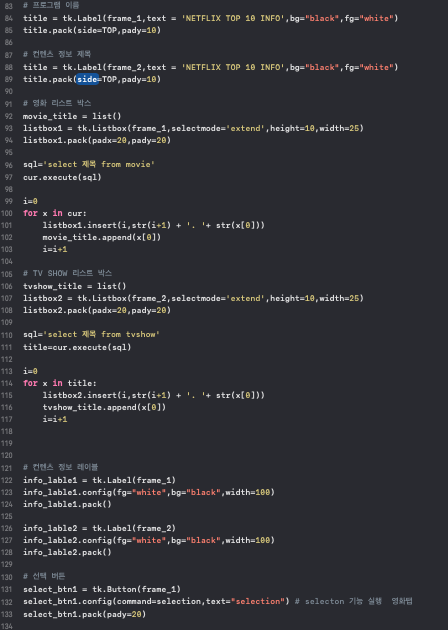 83 # 프로그램 이름
84 title = tk.Label(frame_1,text = 'NETFLIX TOP 10 INFO',bg="black",fg="white")
85 title.pack(side=TOP,pady=10)
86
87 # 컨텐츠 정보 제목
88 title = tk.Label(frame_2,text = 'NETFLIX TOP 10 INFO',bg="black",fg="white")
89 title.pack(side=TOP,pady=10)
90
91 # 영화 리스트 박스
92 movie_title = list()
93 listbox1 = tk.Listbox(frame_1,selectmode='extend',height=10,width=25)
94 listbox1.pack(padx=20,pady=20)
95
96 sql='select 제목 from movie'
97 cur.execute(sql)
98
99 i=0
100 for x in cur:
101     listbox1.insert(i,str(i+1) + '. '+ str(x[0]))
102     movie_title.append(x[0])
103     i=i+1
104
105 # TV SHOW 리스트 박스
106 tvshow_title = list()
107 listbox2 = tk.Listbox(frame_2,selectmode='extend',height=10,width=25)
108 listbox2.pack(padx=20,pady=20)
109
110 sql='select 제목 from tvshow'
111 title=cur.execute(sql)
112
113 i=0
114 for x in title:
115     listbox2.insert(i,str(i+1) + '. '+ str(x[0]))
116     tvshow_title.append(x[0])
117     i=i+1
118
119
120
121 # 컨텐츠 정보 레이블
122 info_lable1 = tk.Label(frame_1)
123 info_lable1.config(fg="white",bg="black",width=100)
124 info_lable1.pack()
125
126 info_lable2 = tk.Label(frame_2)
127 info_lable2.config(fg="white",bg="black",width=100)
128 info_lable2.pack()
129
130 # 선택 버튼
131 select_btn1 = tk.Button(frame_1)
132 select_btn1.config(command=selection,text="selection") # selecton 기능 실행  영화탭
133 select_btn1.pack(pady=20)
134